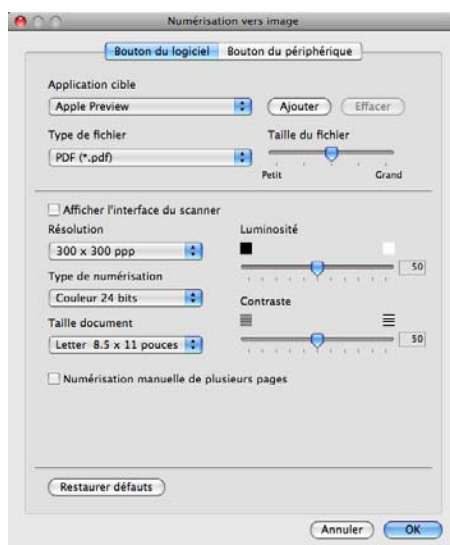 Numérisation vers image
Bouton du logiciel Bouton du périphérique
Application cible
Apple Preview Ajouter Effacer
Type de fichier Taille du fichier
PDF (*.pdf)
Petit Grand
Afficher l'interface du scanner
Résolution Luminosité
300 x 300 ppp
50
Type de numérisation
Couleur 24 bits
Contraste
Taille document
Letter 8.5 x 11 pouces 50
Numérisation manuelle de plusieurs pages
Restaurer défauts
Annuler OK